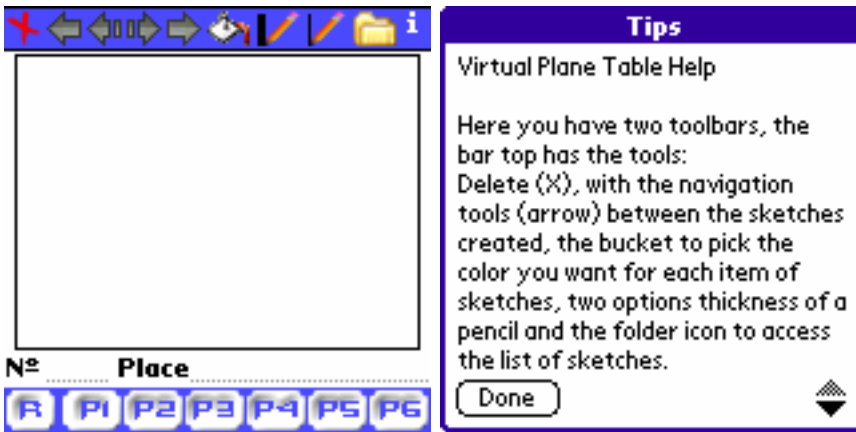 i
Nº Place
R P1 P2 P3 P4 P5 P6
Tips
Virtual Plane Table Help
Here you have two toolbars, the
bar top has the tools:
Delete (X), with the navigation
tools (arrow) between the sketches
created, the bucket to pick the
color you want for each item of
sketches, two options thickness of a
pencil and the folder icon to access
the list of sketches.
Done